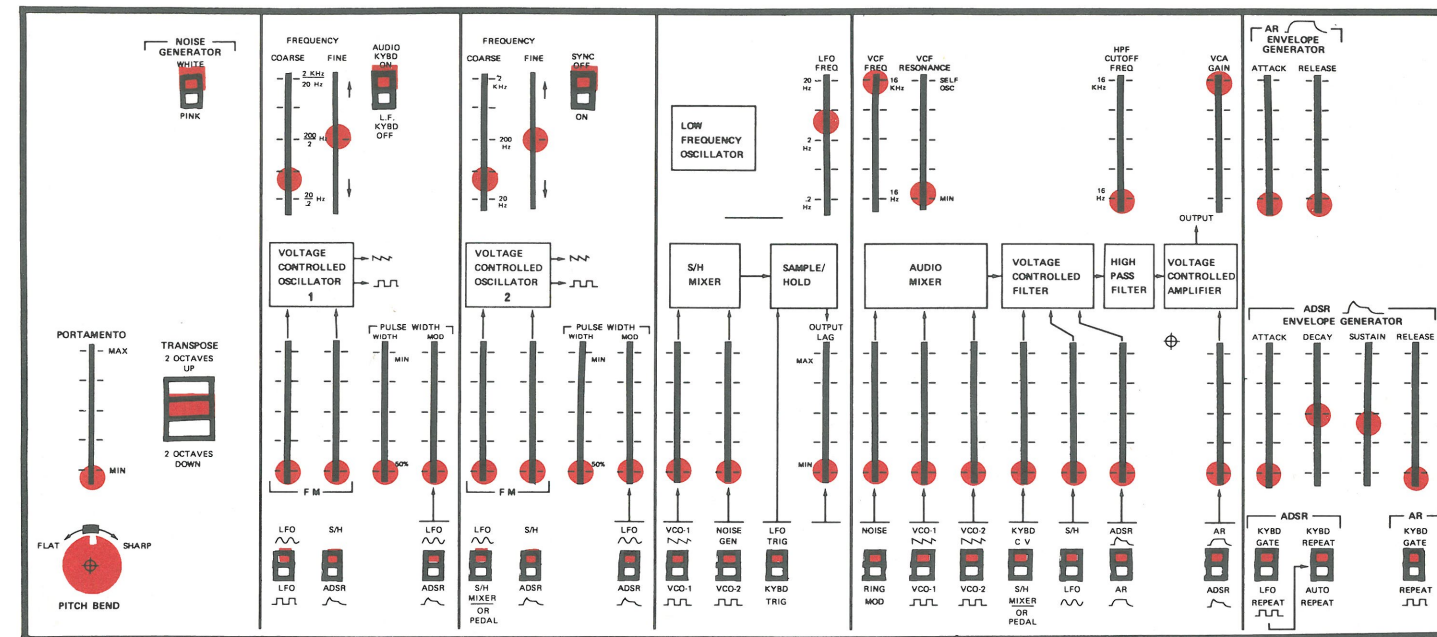 NOISE
GENERATOR
WHITE
PINK
PORTAMENTO
MAX
MIN
TRANSPOSE
2 OCTAVES
UP
2 OCTAVES
DOWN
FLAT
SHARP
PITCH BEND
FREQUENCY
COARSE
FINE
2 KHz
20 Hz
200 Hz
2
20 Hz
.2
AUDIO
KYBD
ON
L.F.
KYBD
OFF
VOLTAGE
CONTROLLED
OSCILLATOR
1
PULSE WIDTH
WIDTH
MOD
MIN
50%
FM
LFO
S/H
LFO
LFO
ADSR
ADSR
FREQUENCY
COARSE
FINE
2
KHz
200
Hz
20
Hz
SYNC
OFF
ON
VOLTAGE
CONTROLLED
OSCILLATOR
2
PULSE WIDTH
WIDTH
MOD
MIN
50%
FM
LFO
S/H
LFO
S/H
MIXER
OR
PEDAL
ADSR
ADSR
LFO
FREQ
20
Hz
2
Hz
.2
Hz
LOW
FREQUENCY
OSCILLATOR
S/H
MIXER
SAMPLE/
HOLD
OUTPUT
LAG
MAX
MIN
VCO-1
NOISE
GEN
LFO
TRIG
VCO-1
VCO-2
KYBD
TRIG
VCF
FREQ
16
KHz
16
Hz
VCF
RESONANCE
SELF
OSC
MIN
HPF
CUTOFF
FREQ
16
KHz
16
Hz
VCA
GAIN
OUTPUT
AUDIO
MIXER
VOLTAGE
CONTROLLED
FILTER
HIGH
PASS
FILTER
VOLTAGE
CONTROLLED
AMPLIFIER
NOISE
VCO-1
VCO-2
KYBD
C V
S/H
ADSR
AR
RING
MOD
VCO-1
VCO-2
S/H
MIXER
OR
PEDAL
LFO
AR
ADSR
AR
ENVELOPE
GENERATOR
ATTACK
RELEASE
ADSR
ENVELOPE GENERATOR
ATTACK
DECAY
SUSTAIN
RELEASE
ADSR
KYBD
GATE
KYBD
REPEAT
LFO
REPEAT
AUTO
REPEAT
AR
KYBD
GATE
REPEAT